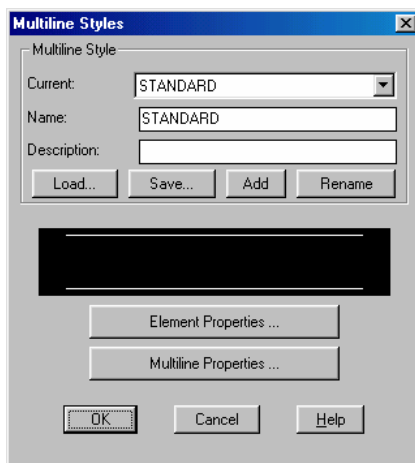 Multiline Styles
Multiline Style
Current: STANDARD
Name: STANDARD
Description:
Load... Save... Add Rename
Element Properties ...
Multiline Properties ...
OK Cancel Help